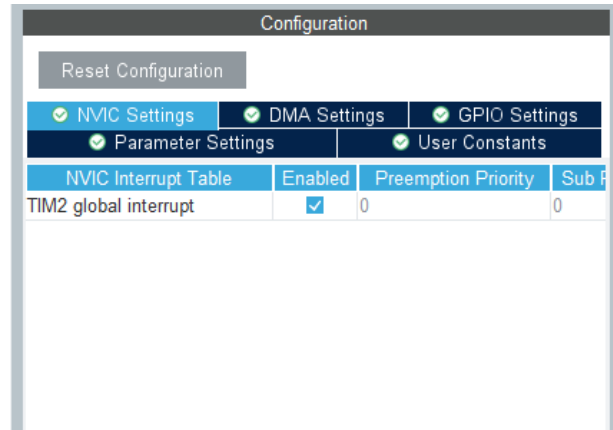 Configuration
Reset Configuration
NVIC Settings DMA Settings GPIO Settings
Parameter Settings User Constants
NVIC Interrupt Table Enabled Preemption Priority Sub
TIM2 global interrupt 0 0